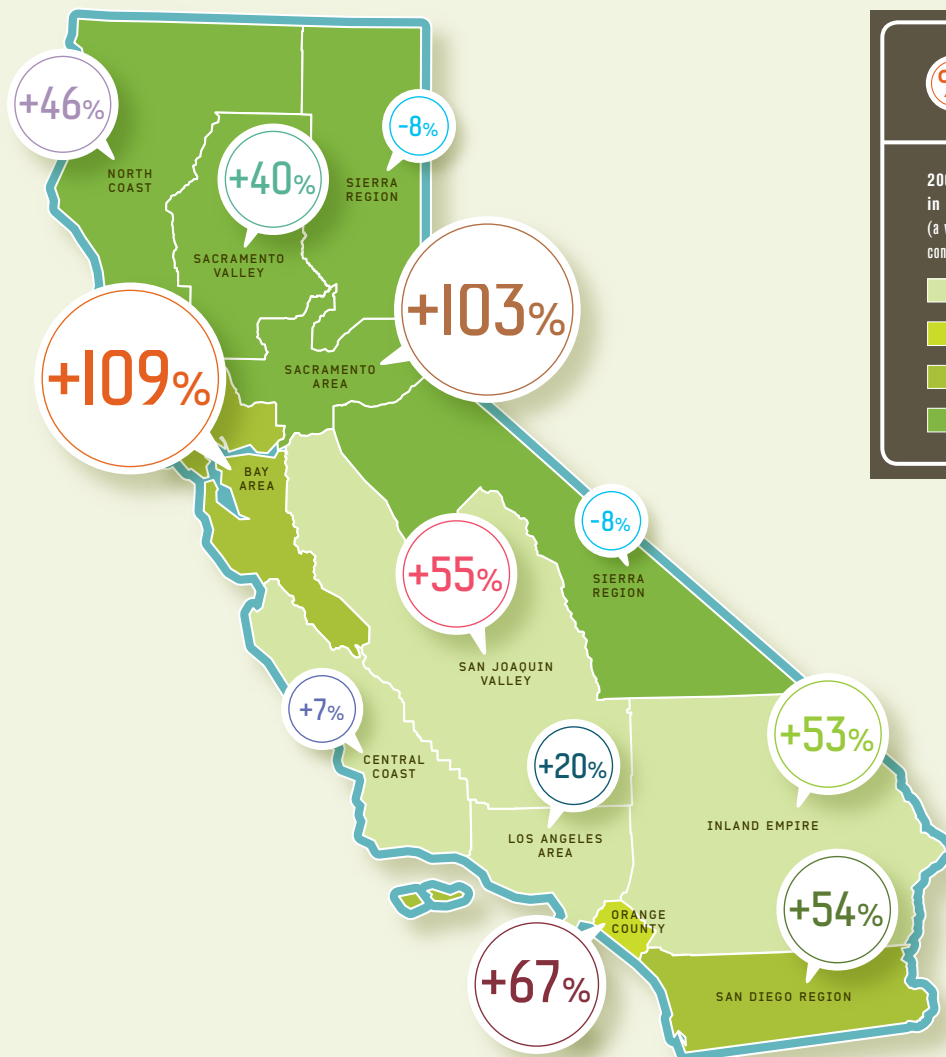 +46%
NORTH
COAST
+40%
SACRAMENTO
VALLEY
-8%
SIERRA
REGION
+103%
SACRAMENTO
AREA
+109%
BAY
AREA
-8%
SIERRA
REGION
+55%
SAN JOAQUIN
VALLEY
+7%
CENTRAL
COAST
+20%
LOS ANGELES
AREA
+53%
INLAND EMPIRE
+54%
SAN DIEGO REGION
ORANGE
COUNTY
+67%
in
(a